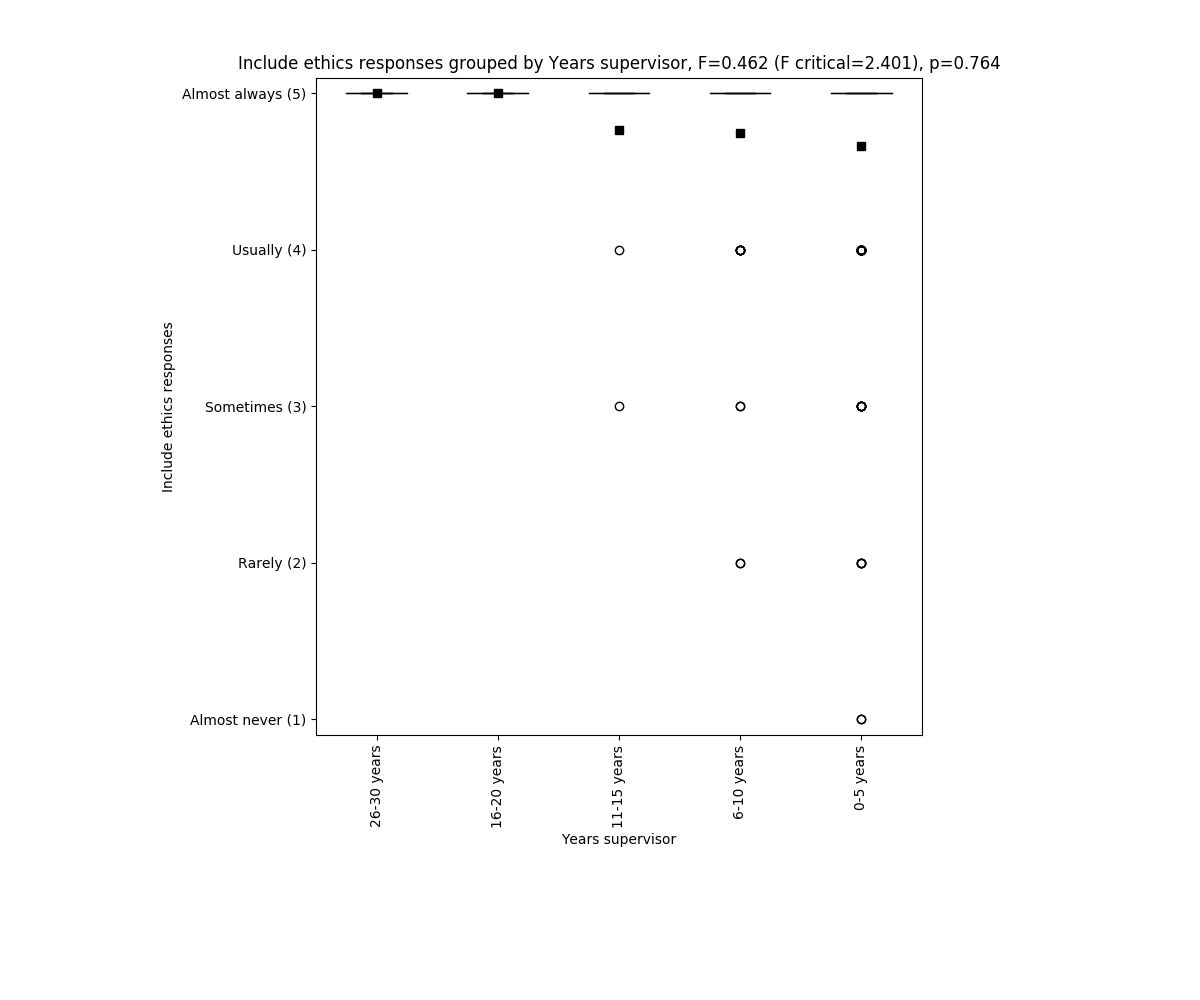 Include ethics responses grouped by Years supervisor, F=0.462 (F critical=2.401), p=0.764
Almost always (5)
Usually (4)
Sometimes (3)
Rarely (2)
Almost never (1)
Include ethics responses
26-30 years
16-20 years
11-15 years
6-10 years
0-5 years
Years supervisor